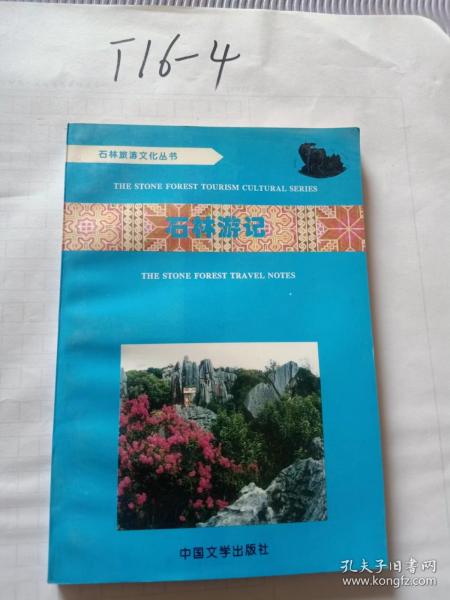 T16-4
石林旅游文化丛书
THE STONE FOREST TOURISM CULTURAL SERIES
石林游记
THE STONE FOREST TRAVEL NOTES
中国文学出版社
孔夫子旧书网
www.kongfz.com